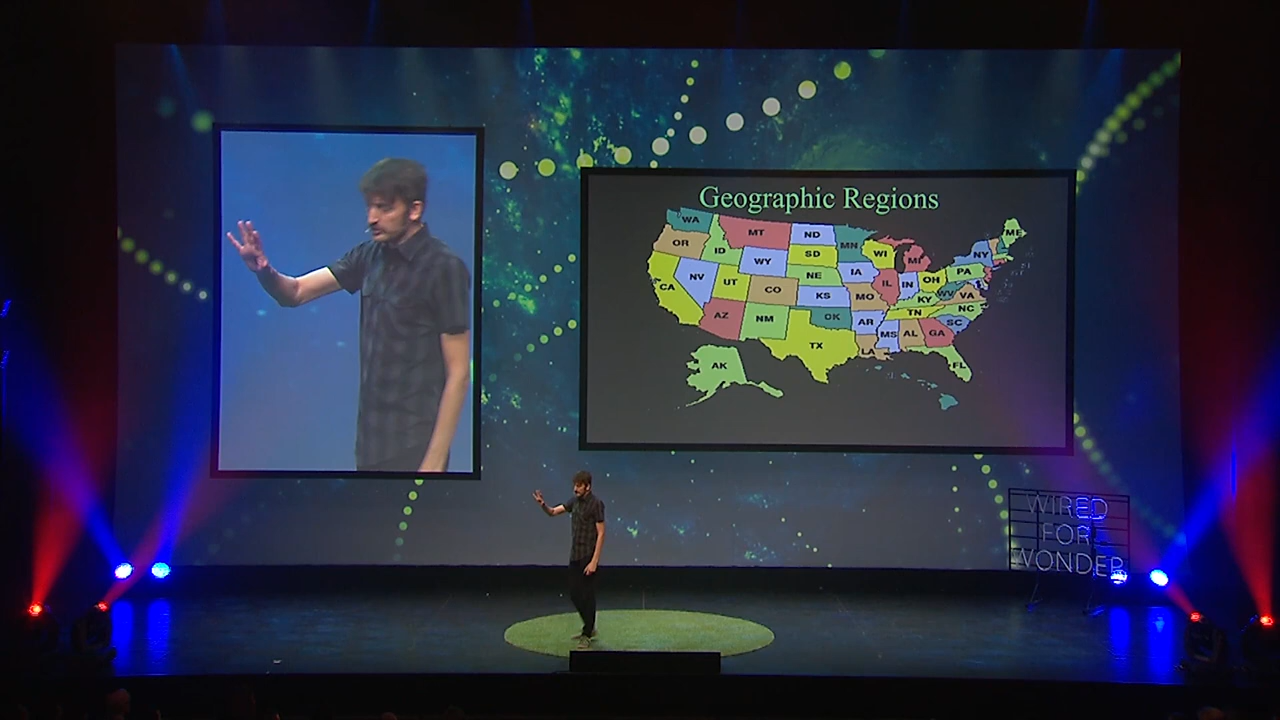 Geographic Regions
WA
MT
ND
MN
ME
OR
ID
SD
WI
MI
NY
WY
IA
PA
NV
UT
NE
IL
IN
OH
CA
CO
KS
MO
KY
WV
VA
AZ
NM
OK
AR
TN
NC
TX
MS
AL
GA
SC
LA
AK
FL
WIRED
FOR
WONDER